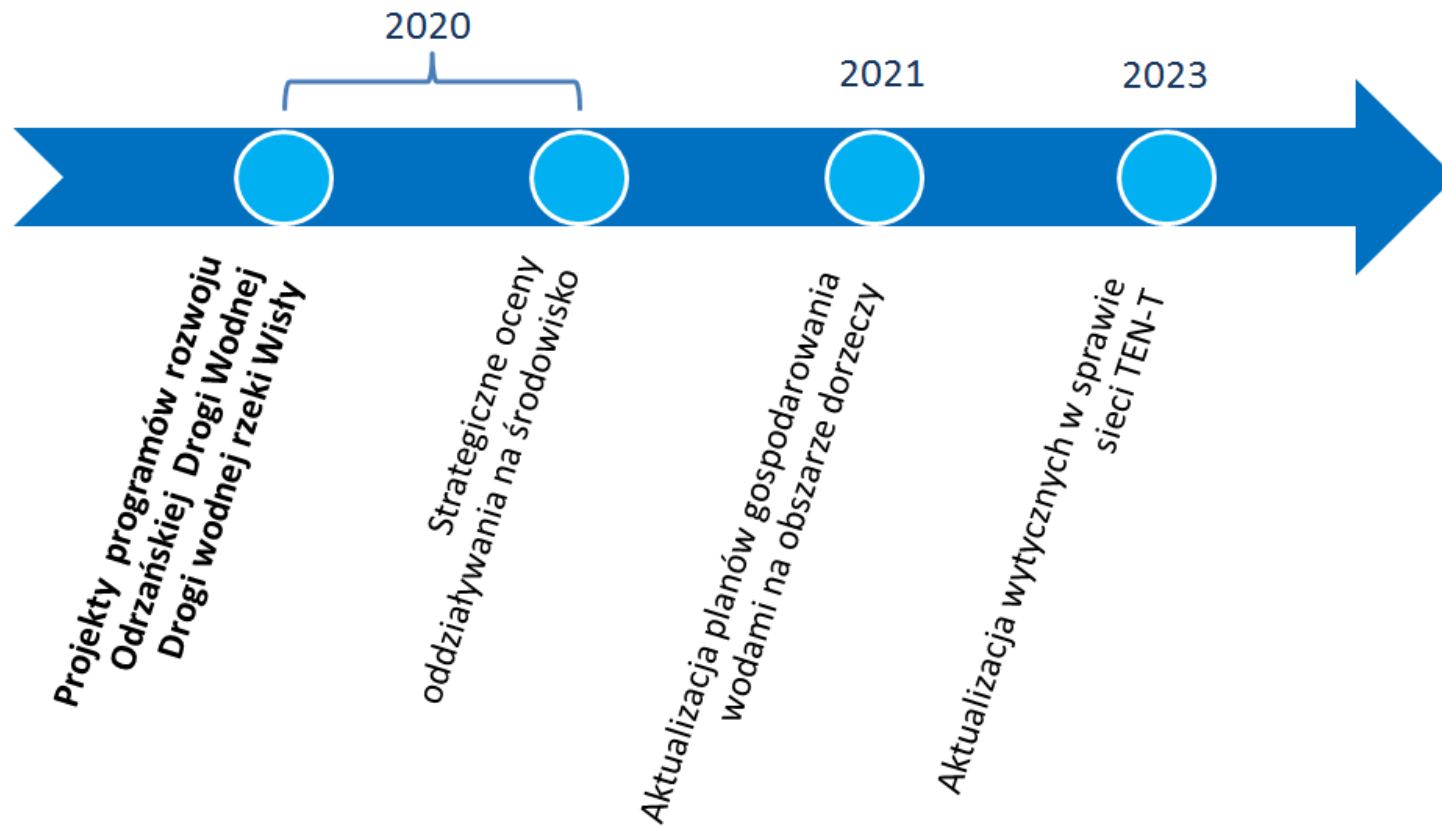 2020
2021
2023
Projekty programów rozwoju
Odrzańskiej Drogi Wodnej
Drogi wodnej rzeki Wisły
Strategiczne oceny
oddziaływania na środowisko
Aktualizacja planów gospodarowania
wodami na obszarze dorzeczy
Aktualizacja wytycznych w sprawie
sieci TEN-T